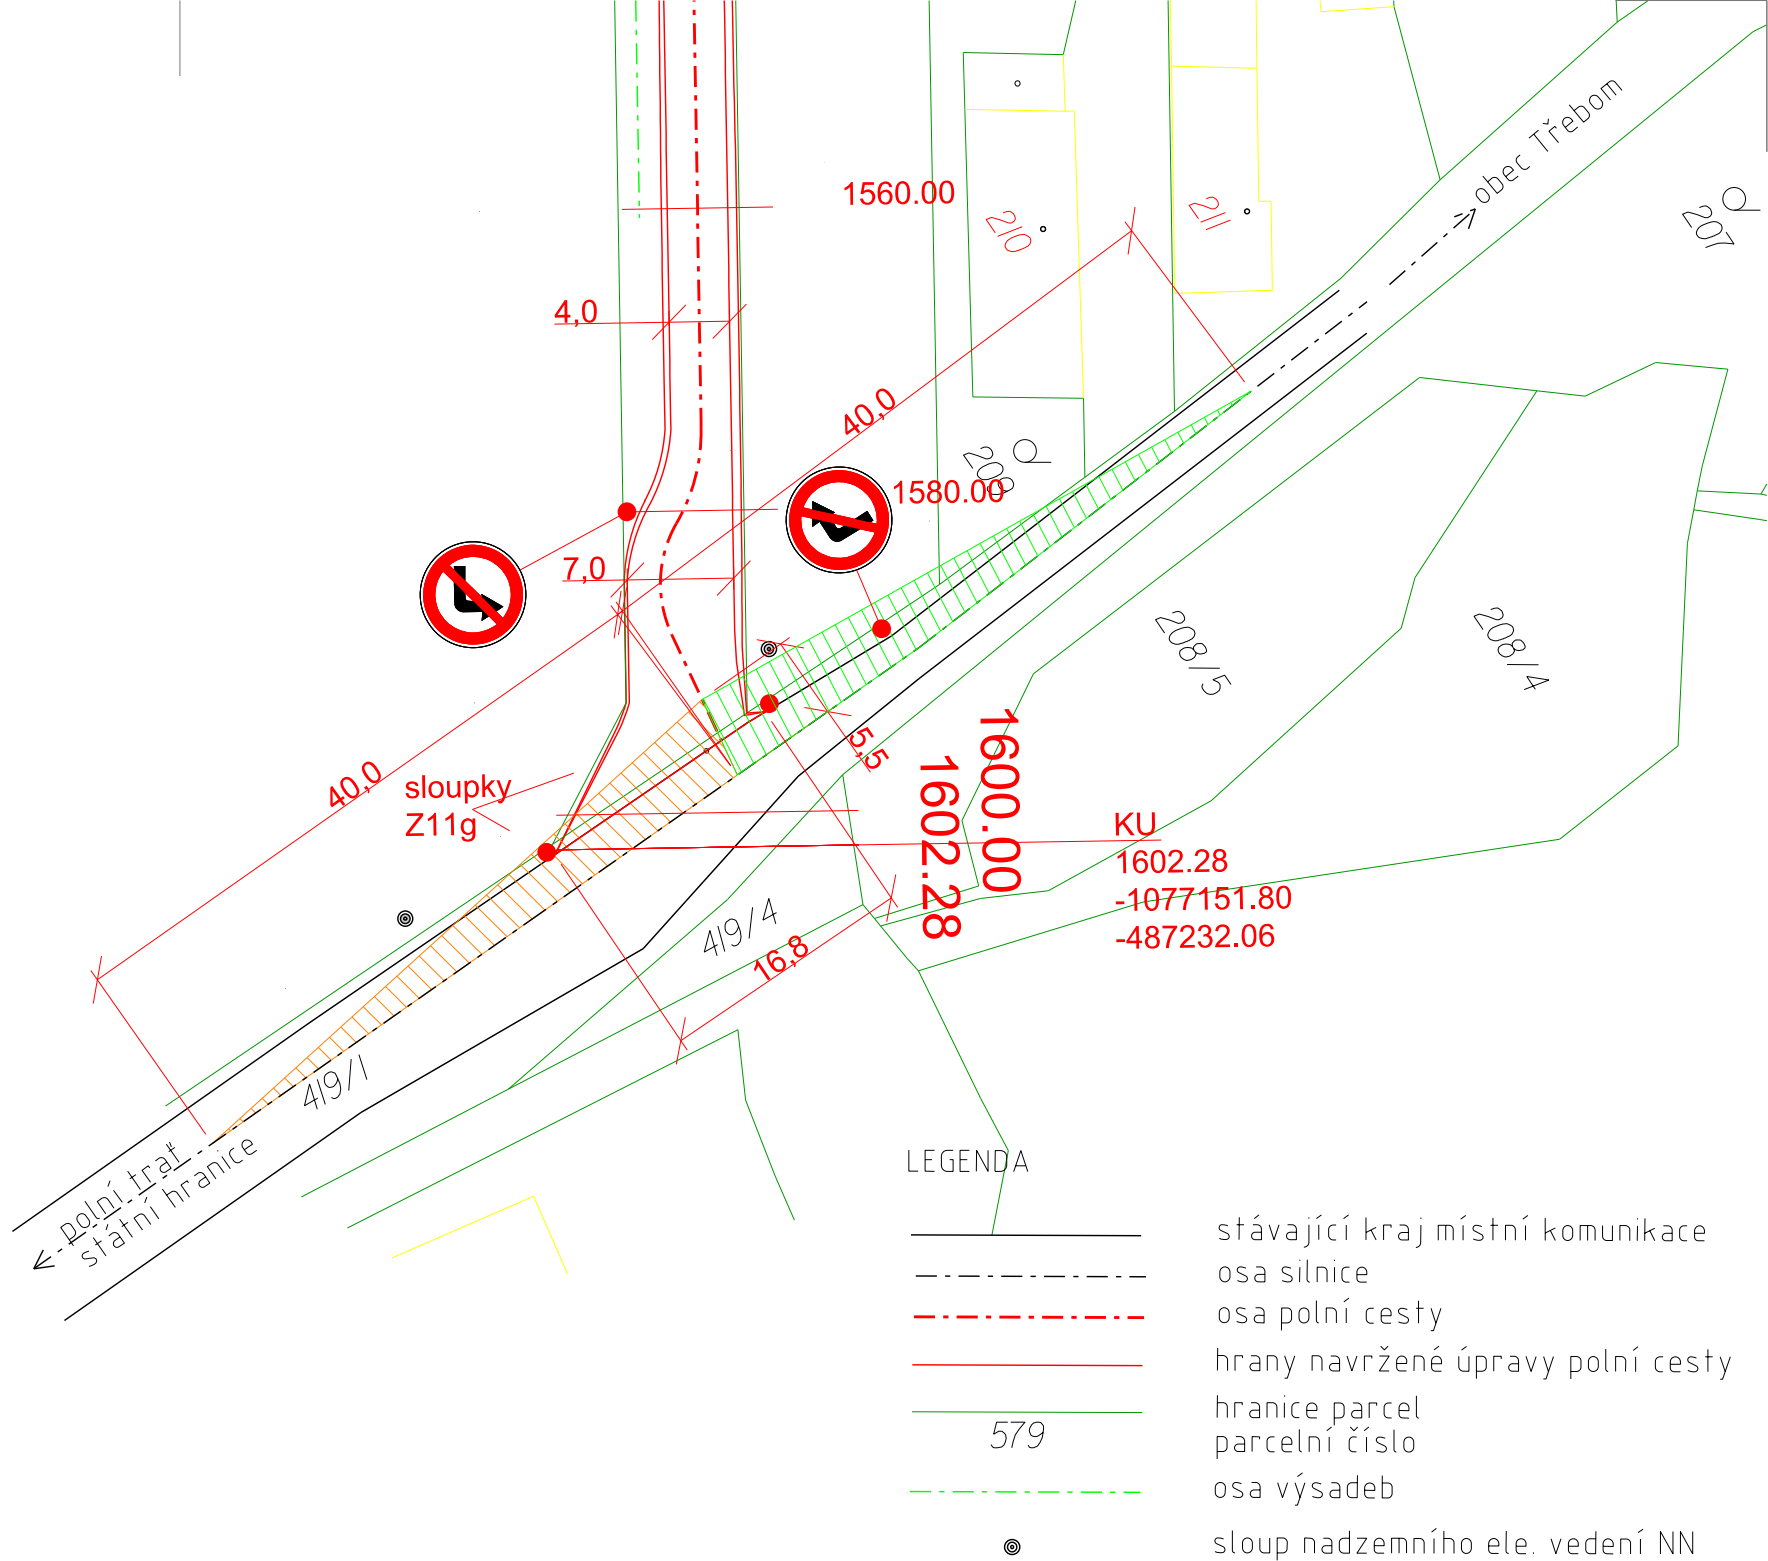 obec Třebom
1560.00
210
211
207
4,0
40,0
209
1580.00
7,0
208/5
208/4
5,5
40,0
sloupky
Z11g
1600.00
1602.28
KU
1602.28
-1077151.80
-487232.06
419/4
16,8
419/1
polní trať
státní hranice
LEGENDA
stávající kraj místní komunikace
osa silnice
osa polní cesty
hrany navržené úpravy polní cesty
hranice parcel
579
parcelní číslo
osa výsadeb
sloup nadzemního ele. vedení NN